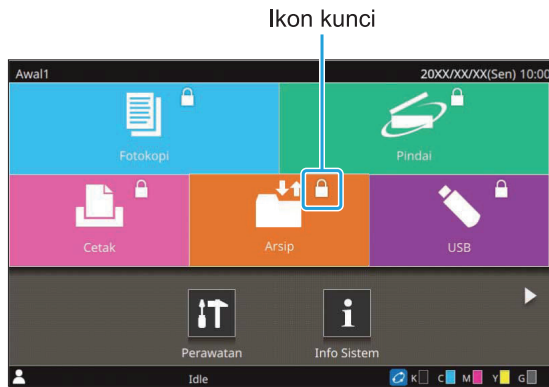 Ikon kunci
Awal1
20XX/XX/XX(Sen) 10:00
Fotokopi
Pindai
Cetak
Arsip
USB
Perawatan
Info Sistem
Idle
K C M Y G